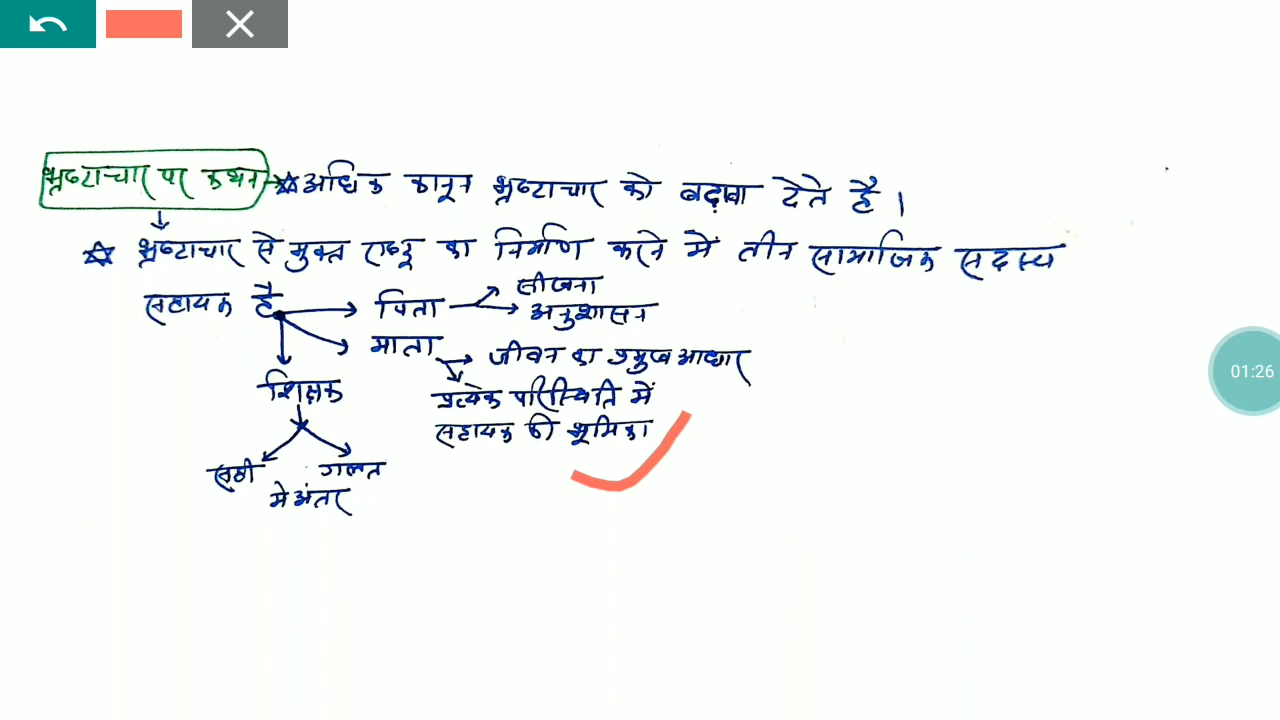 भ्रष्टाचार पर कथन → ☆ अधिक कानून भ्रष्टाचार को बढ़ावा देते है।
☆ भ्रष्टाचार से मुक्त राष्ट्र का निर्माण करने में तीन सामाजिक सदस्य
सहायक है
पिता → सीखना
अनुशासन
माता → जीवन का प्रमुख आधार
प्रत्येक परिस्थिति में
सहायक की भूमिका
शिक्षक
सही गलत
मे अंतर
01:26